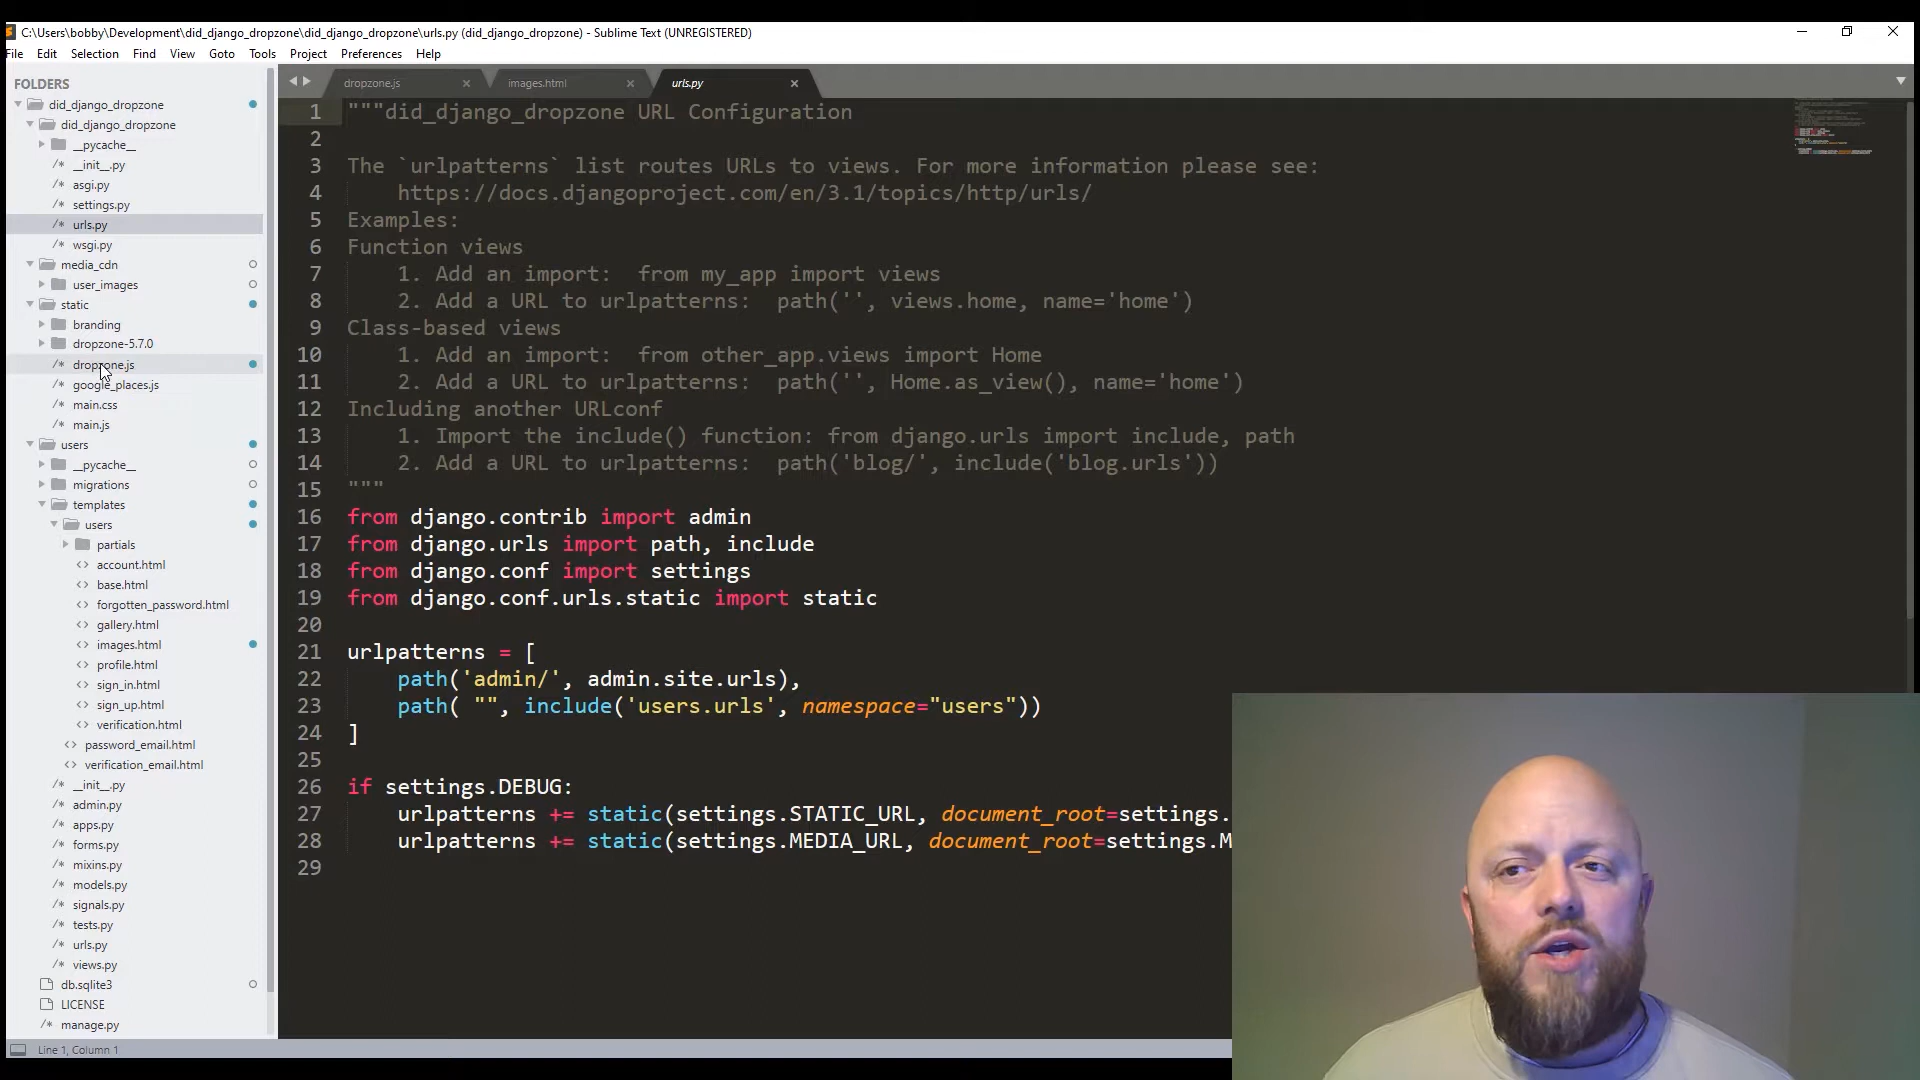 C:\Users\bobby\Development\did_django_dropzone\did_django_dropzone\urls.py (did_django_dropzone) - Sublime Text (UNREGISTERED)
File Edit Selection Find View Goto Tools Project Preferences Help
FOLDERS
did_django_dropzone
did_django_dropzone
__pycache__
__init__.py
asgi.py
settings.py
urls.py
wsgi.py
media_cdn
user_images
static
branding
dropzone-5.7.0
dropzone.js
google_places.js
main.css
main.js
users
__pycache__
migrations
templates
users
partials
account.html
base.html
forgotten_password.html
gallery.html
images.html
profile.html
sign_in.html
sign_up.html
verification.html
password_email.html
verification_email.html
__init__.py
admin.py
apps.py
forms.py
mixins.py
models.py
signals.py
tests.py
urls.py
views.py
db.sqlite3
LICENSE
manage.py
dropzone.js images.html urls.py
1 """did_django_dropzone URL Configuration
2
3 The `urlpatterns` list routes URLs to views. For more information please see:
4 https://docs.djangoproject.com/en/3.1/topics/http/urls/
5 Examples:
6 Function views
7 1. Add an import:  from my_app import views
8 2. Add a URL to urlpatterns:  path('', views.home, name='home')
9 Class-based views
10 1. Add an import:  from other_app.views import Home
11 2. Add a URL to urlpatterns:  path('', Home.as_view(), name='home')
12 Including another URLconf
13 1. Import the include() function: from django.urls import include, path
14 2. Add a URL to urlpatterns:  path('blog/', include('blog.urls'))
15 """
16 from django.contrib import admin
17 from django.urls import path, include
18 from django.conf import settings
19 from django.conf.urls.static import static
20
21 urlpatterns = [
22 path('admin/', admin.site.urls),
23 path( "", include('users.urls', namespace="users"))
24 ]
25
26 if settings.DEBUG:
27 urlpatterns += static(settings.STATIC_URL, document_root=settings.
28 urlpatterns += static(settings.MEDIA_URL, document_root=settings.M
29
Line 1, Column 1